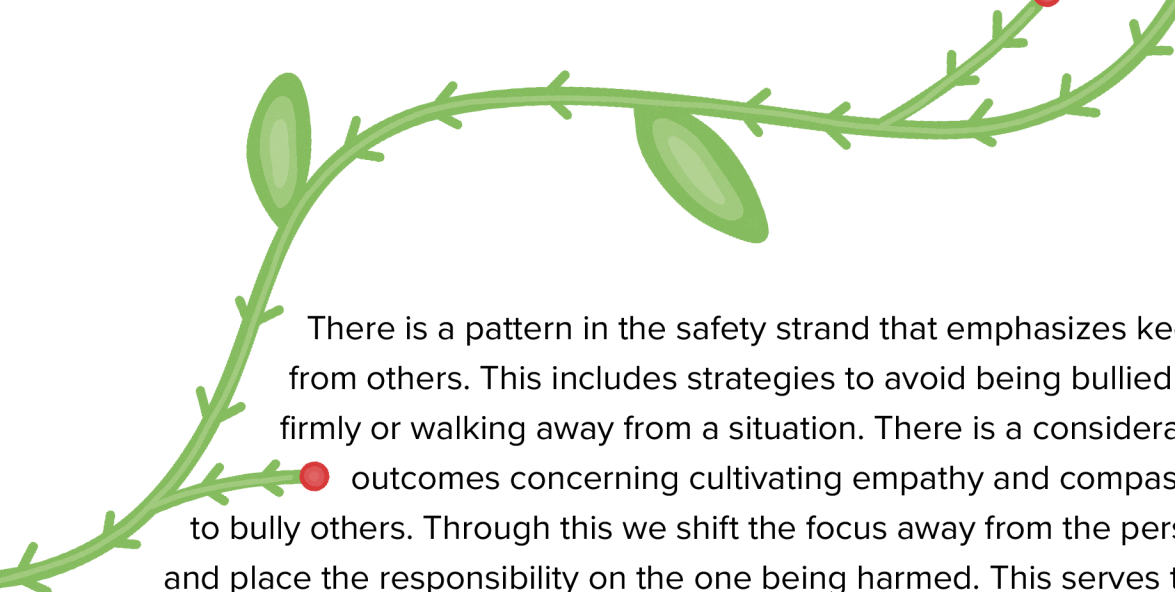 There is a pattern in the safety strand that emphasizes
from others. This includes strategies to avoid being bullied
firmly or walking away from a situation. There is a
outcomes concerning cultivating empathy and
to bully others. Through this we shift the focus away from the
and place the responsibility on the one being harmed. This serves